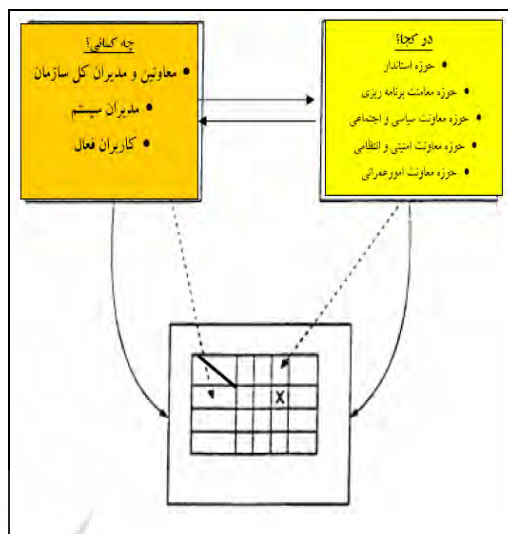 در کجا؟
• حوزه استاندار
حوزه معاونت برنامه ریزی •
حوزه معاونت سیاسی و اجتماعی •
حوزه معاونت امنیتی و انتظامی •
حوزه معاونت امورعمرانی •
چه کسانی؟
• معاونین و مدیران کل سازمان
• مدیران سیستم
• کاربران فعال
X